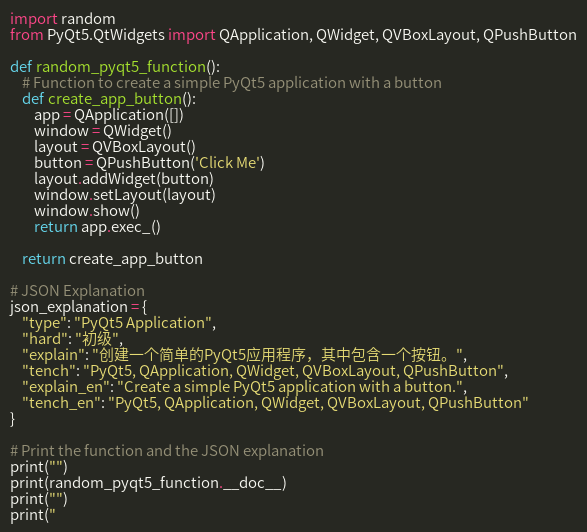 import random
from PyQt5.QtWidgets import QApplication, QWidget, QVBoxLayout, QPushButton

def random_pyqt5_function():
    # Function to create a simple PyQt5 application with a button
    def create_app_button():
        app = QApplication([])
        window = QWidget()
        layout = QVBoxLayout()
        button = QPushButton('Click Me')
        layout.addWidget(button)
        window.setLayout(layout)
        window.show()
        return app.exec_()

    return create_app_button

# JSON Explanation
json_explanation = {
    "type": "PyQt5 Application",
    "hard": "初级",
    "explain": "创建一个简单的PyQt5应用程序，其中包含一个按钮。",
    "tench": "PyQt5, QApplication, QWidget, QVBoxLayout, QPushButton",
    "explain_en": "Create a simple PyQt5 application with a button.",
    "tench_en": "PyQt5, QApplication, QWidget, QVBoxLayout, QPushButton"
}

# Print the function and the JSON explanation
print("")
print(random_pyqt5_function.__doc__)
print("")
print("